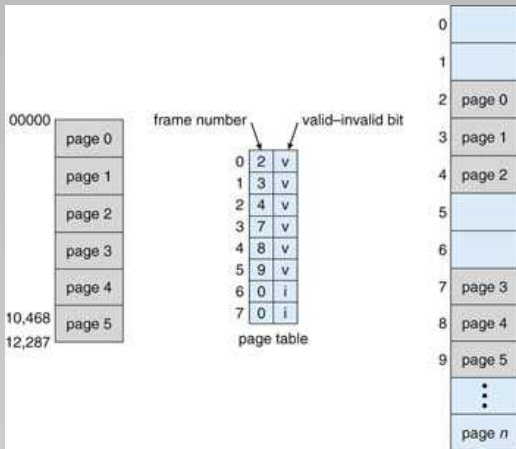 00000
page 0
page 1
page 2
page 3
page 4
10,468
page 5
12,287
frame number
valid–invalid bit
0 2 v
1 3 v
2 4 v
3 7 v
4 8 v
5 9 v
6 0 i
7 0 i
page table
0
1
2 page 0
3 page 1
4 page 2
5
6
7 page 3
8 page 4
9 page 5
page n